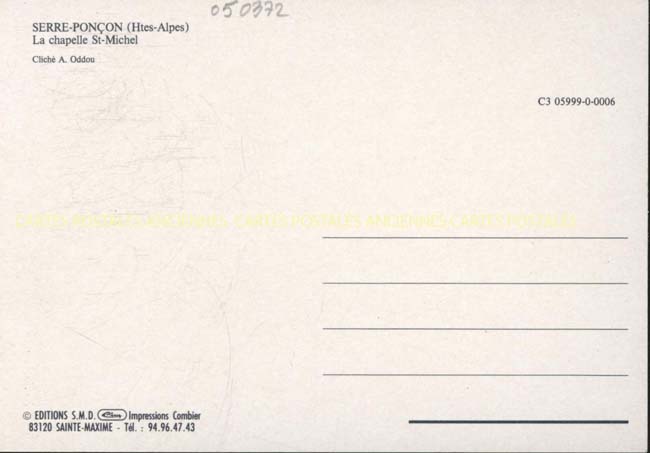 050372
SERRE-PONÇON (Htes-Alpes)
La chapelle St-Michel
Cliché A. Oddou
C3 05999-0-0006
CARTES POSTALES ANCIENNES CARTES POSTALES ANCIENNES CARTES POSTALES
© EDITIONS S.M.D. Cim Impressions Combier
83120 SAINTE-MAXIME - Tél. : 94.96.47.43